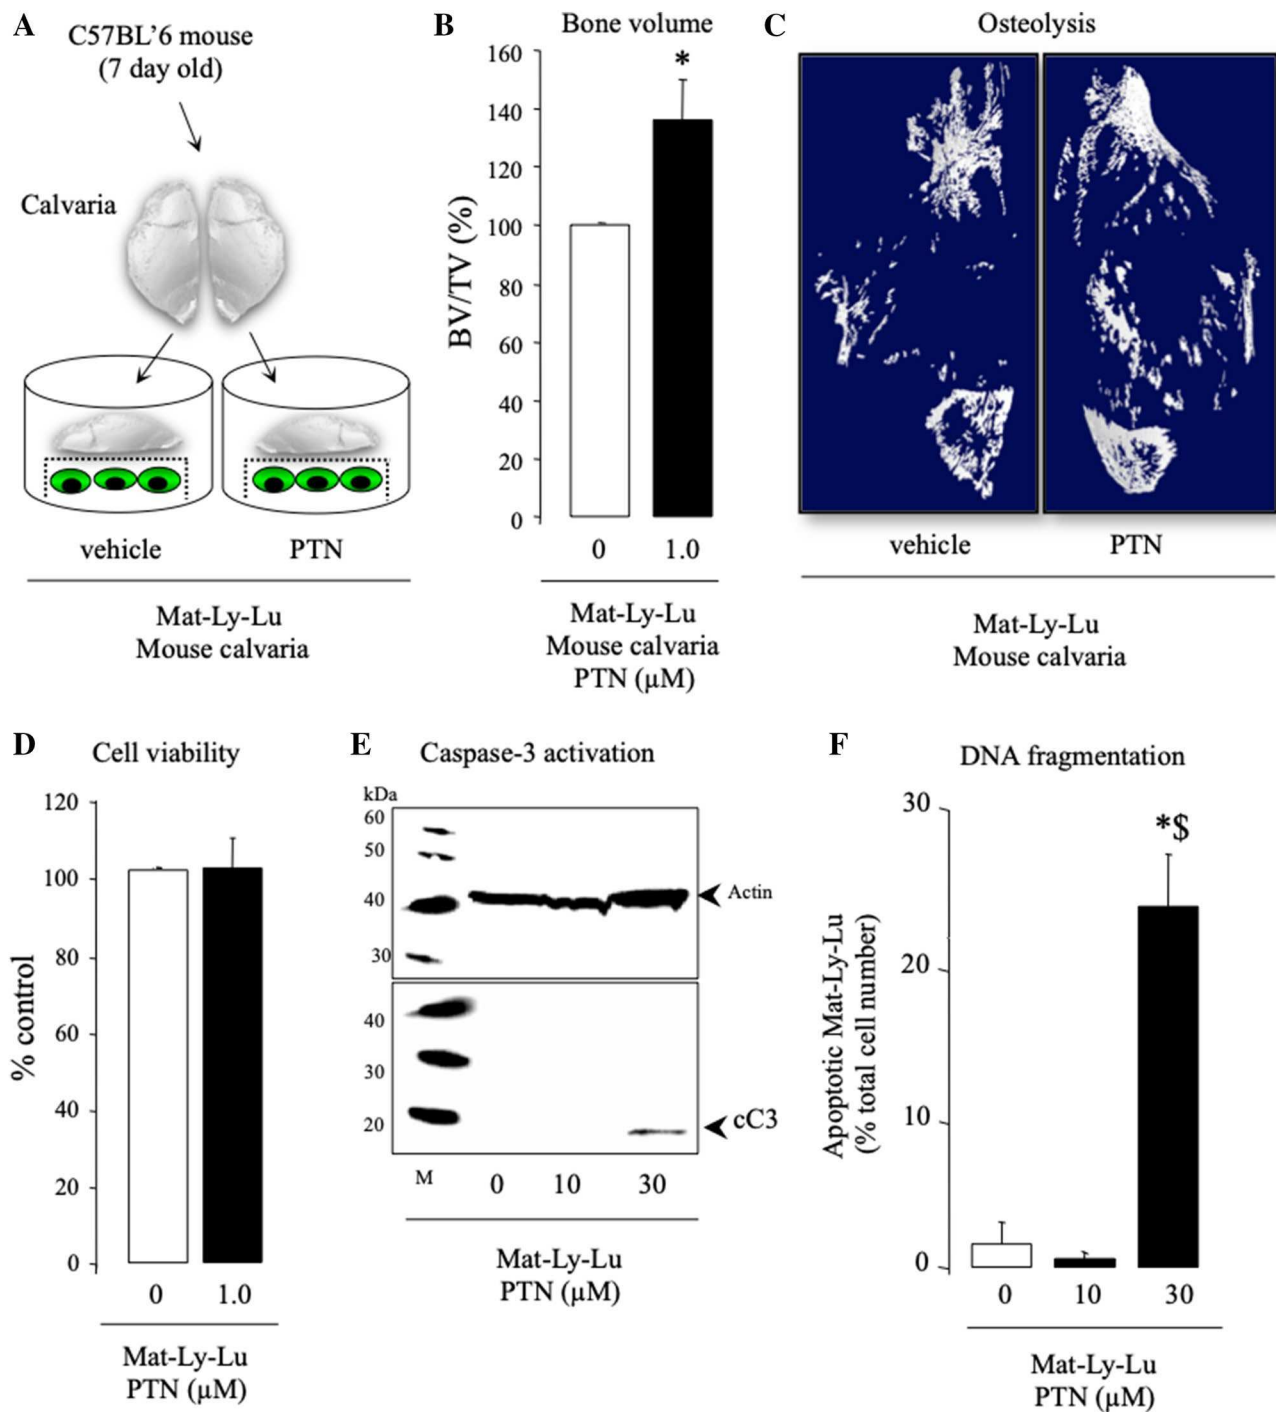 A
C57BL’6 mouse
(7 day old)
Calvaria
vehicle
PTN
Mat-Ly-Lu
Mouse calvaria
B
Bone volume
160
140
120
100
80
60
40
20
0
BV/TV (%)
*
0
1.0
Mat-Ly-Lu
Mouse calvaria
PTN (µM)
C
Osteolysis
vehicle
PTN
Mat-Ly-Lu
Mouse calvaria
D
Cell viability
120
100
80
60
40
20
0
% control
0
1.0
Mat-Ly-Lu
PTN (µM)
E
Caspase-3 activation
kDa
60
50
40
30
Actin
40
30
20
cC3
M
0
10
30
Mat-Ly-Lu
PTN (µM)
F
DNA fragmentation
30
20
10
0
Apoptotic Mat-Ly-Lu
(% total cell number)
*$
0
10
30
Mat-Ly-Lu
PTN (µM)